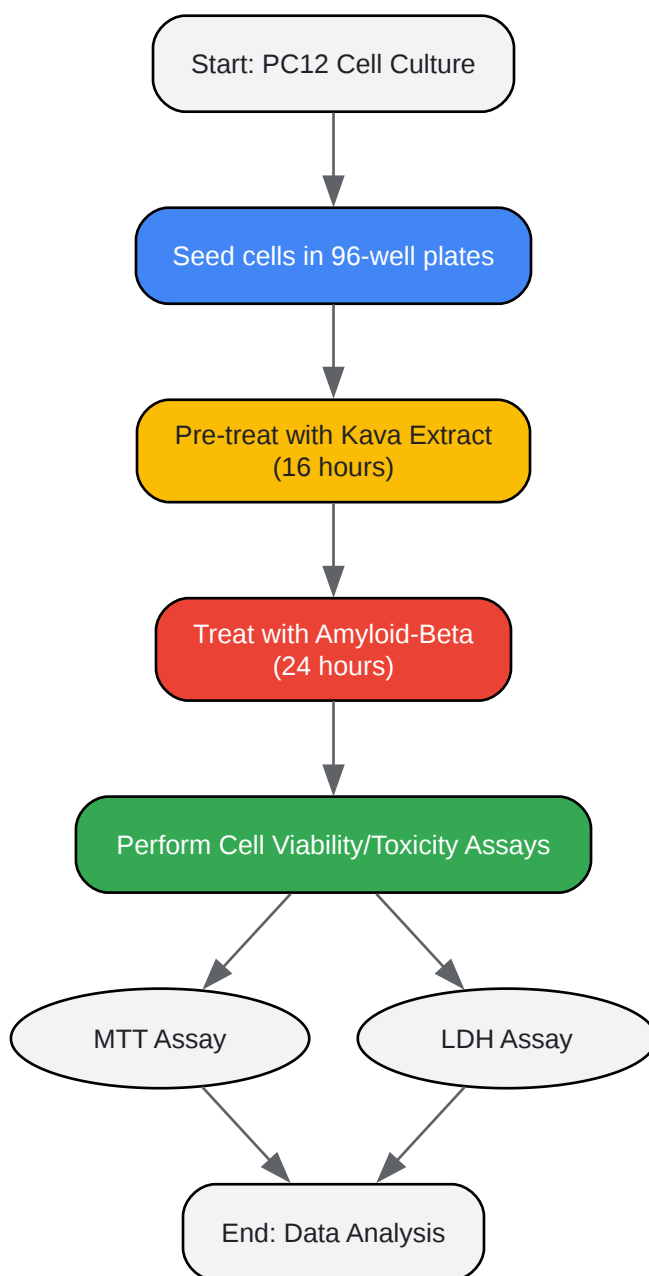 Start: PC12 Cell Culture
Seed cells in 96-well plates
Pre-treat with Kava Extract
(16 hours)
Treat with Amyloid-Beta
(24 hours)
Perform Cell Viability/Toxicity Assays
MTT Assay
LDH Assay
End: Data Analysis